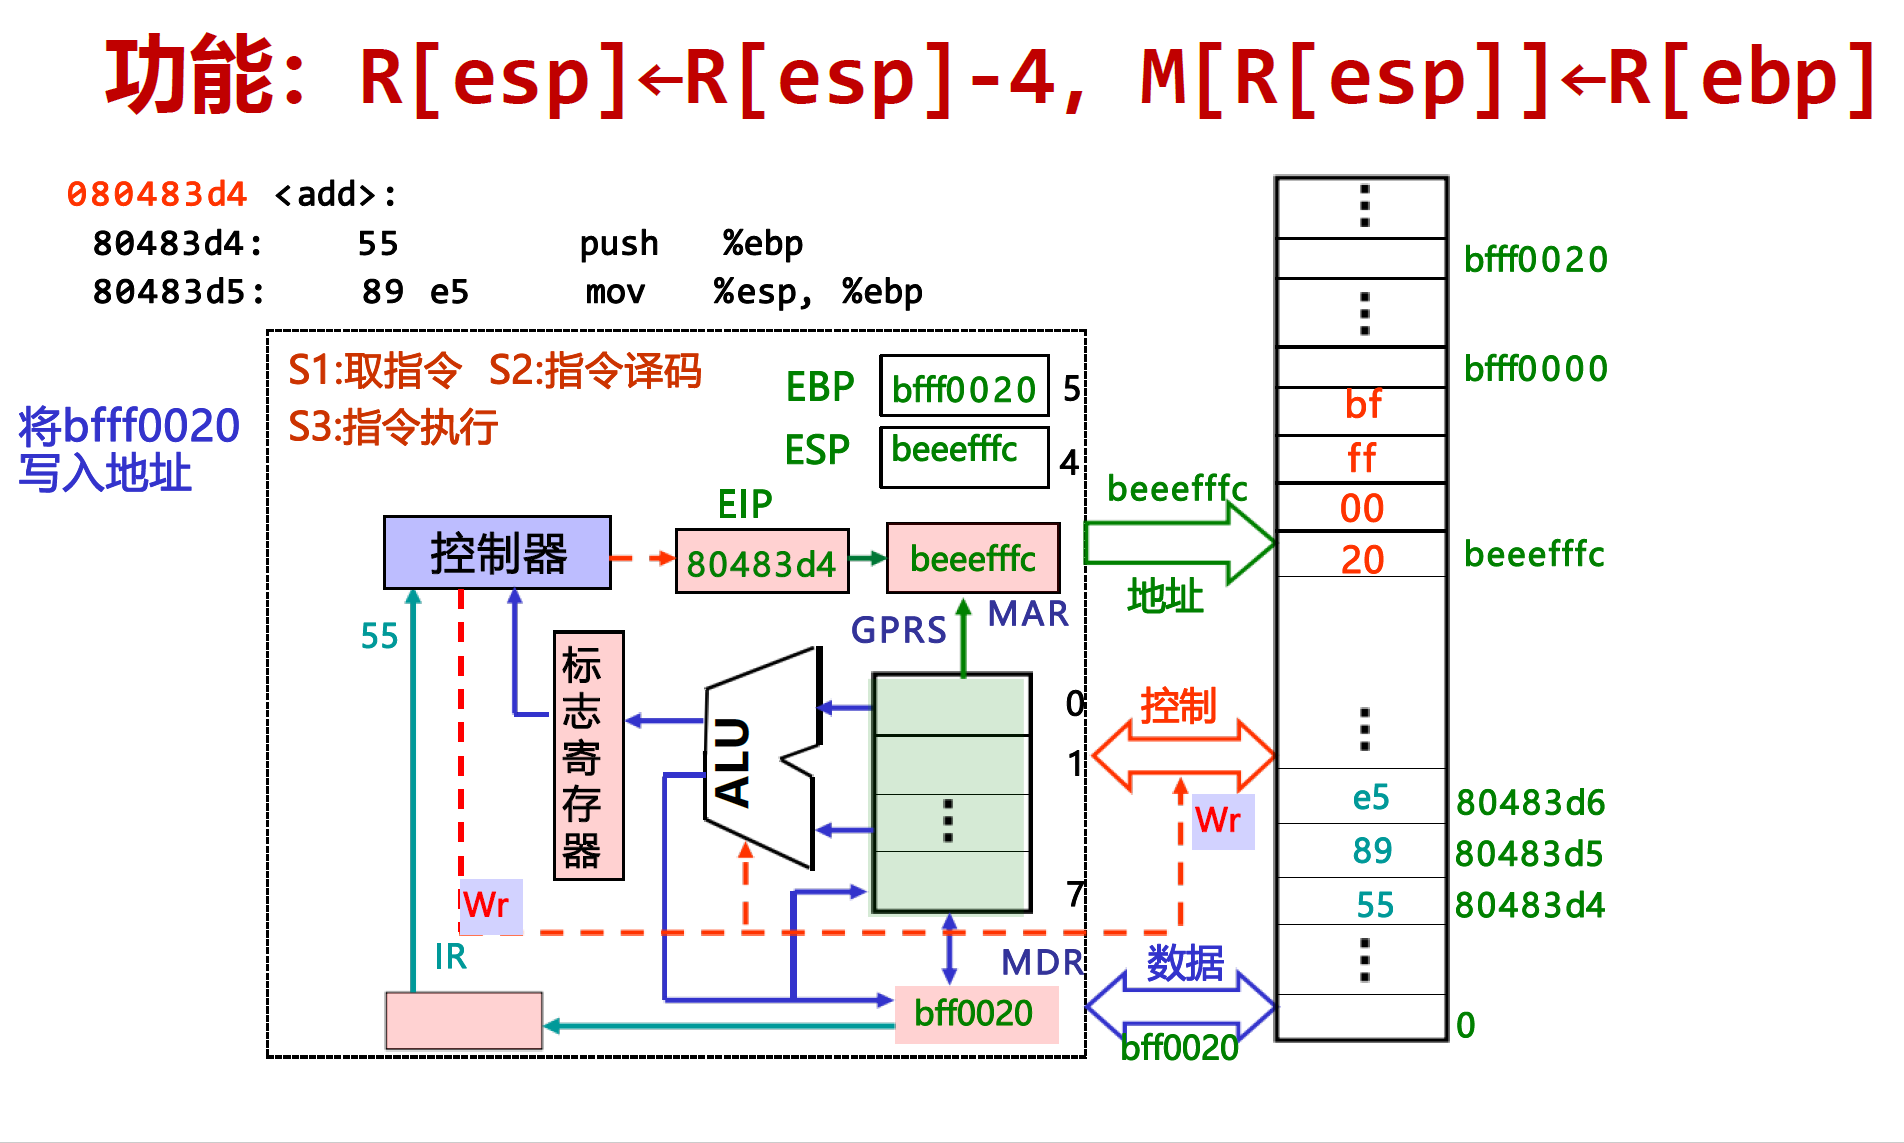 功能：R[esp]←R[esp]-4, M[R[esp]]←R[ebp]
080483d4 <add>:
80483d4: 55 push %ebp
80483d5: 89 e5 mov %esp, %ebp
S1:取指令 S2:指令译码
S3:指令执行
将bfff0020
写入地址
EBP bfff0020 5
ESP beeefffc 4
EIP
控制器
80483d4
beeefffc
MAR
GPRS
55
标志寄存器
ALU
0
1
7
Wr
IR
MDR
bff0020
beeefffc
地址
控制
Wr
数据
bff0020
bfff0020
bfff0000
bf
ff
00
20 beeefffc
e5 80483d6
89 80483d5
55 80483d4
0